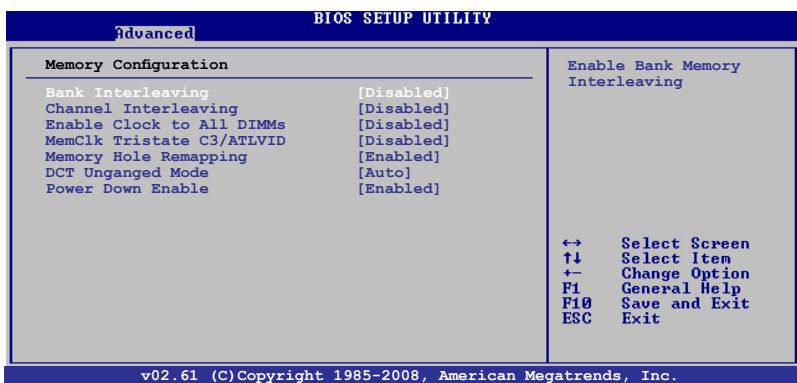 BIOS SETUP UTILITY
Advanced
Memory Configuration
Bank Interleaving [Disabled]
Channel Interleaving [Disabled]
Enable Clock to All DIMMs [Disabled]
MemClk Tristate C3/ATLVID [Disabled]
Memory Hole Remapping [Enabled]
DCT Unganged Mode [Auto]
Power Down Enable [Enabled]
Enable Bank Memory
Interleaving
←→ Select Screen
↑↓ Select Item
+- Change Option
F1 General Help
F10 Save and Exit
ESC Exit
v02.61 (C)Copyright 1985-2008, American Megatrends, Inc.